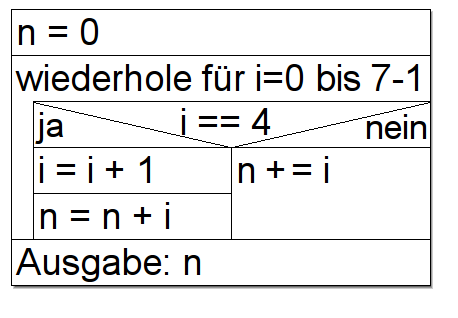 n = 0
wiederhole für i=0 bis 7-1
i == 4
ja nein
i = i + 1 n += i
n = n + i
Ausgabe: n